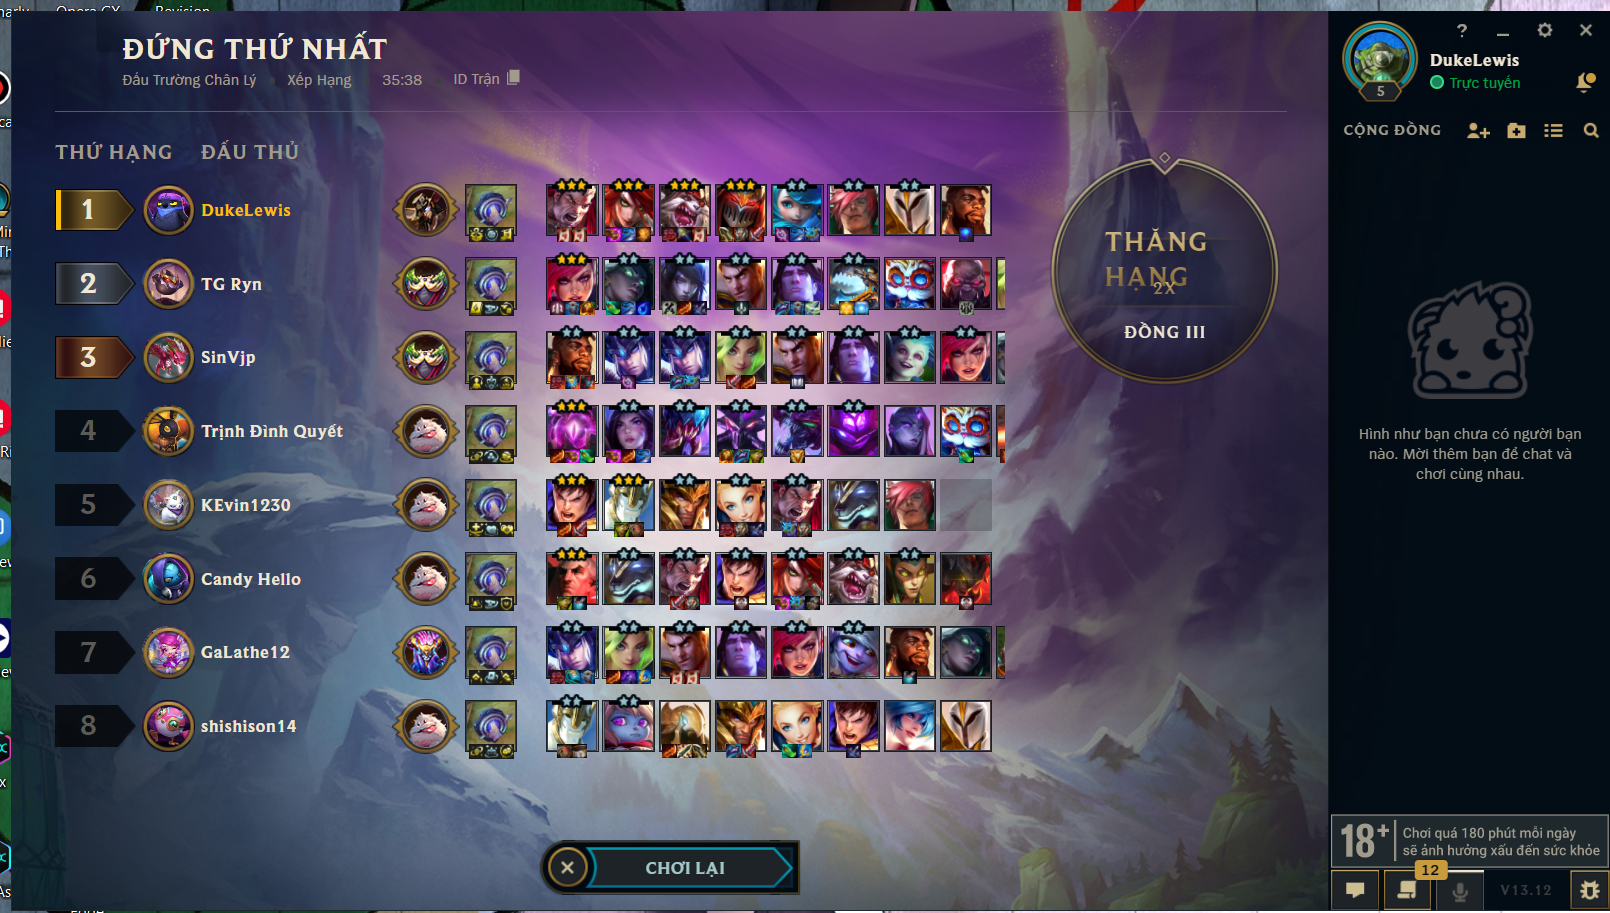 Opera GX
Revision
ĐỨNG THỨ NHẤT
Đấu Trường Chân Lý
Xếp Hạng
35:38
ID Trận
THỨ HẠNG
ĐẤU THỦ
1
DukeLewis
2
TG Ryn
3
SinVjp
4
Trịnh Đình Quyết
5
KEvin1230
6
Candy Hello
7
GaLathe12
8
shishison14
THĂNG
HẠNG
2X
ĐỒNG III
CHƠI LẠI
?
DukeLewis
Trực tuyến
5
CỘNG ĐỒNG
Hình như bạn chưa có người bạn
nào. Mời thêm bạn để chat và
chơi cùng nhau.
18+
Chơi quá 180 phút mỗi ngày
sẽ ảnh hưởng xấu đến sức khỏe
12
V13.12